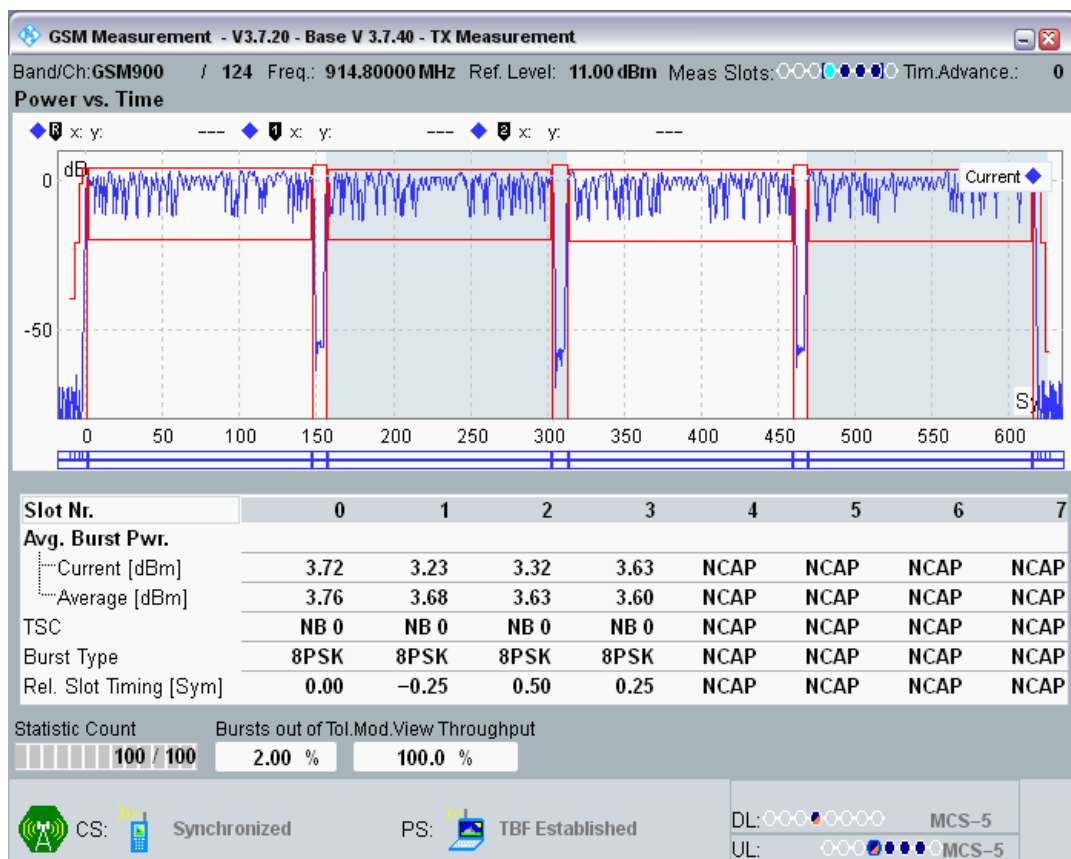 GSM Measurement - V3.7.20 - Base V 3.7.40 - TX Measurement
Band/Ch:GSM900 / 124 Freq.: 914.80000 MHz Ref. Level: 11.00 dBm Meas Slots: Tim.Advance.: 0
Power vs. Time
R x: y: --- 1 x: y: --- 2 x: y: ---
dB
Current
0
-50
Sy
0 50 100 150 200 250 300 350 400 450 500 550 600
Slot Nr. 0 1 2 3 4 5 6 7
Avg. Burst Pwr.
Current [dBm] 3.72 3.23 3.32 3.63 NCAP NCAP NCAP NCAP
Average [dBm] 3.76 3.68 3.63 3.60 NCAP NCAP NCAP NCAP
TSC NB 0 NB 0 NB 0 NB 0 NCAP NCAP NCAP NCAP
Burst Type 8PSK 8PSK 8PSK 8PSK NCAP NCAP NCAP NCAP
Rel. Slot Timing [Sym] 0.00 −0.25 0.50 0.25 NCAP NCAP NCAP NCAP
Statistic Count Bursts out of Tol.Mod.View Throughput
100 / 100 2.00 % 100.0 %
CS: Synchronized PS: TBF Established
DL: MCS−5
UL: MCS−5